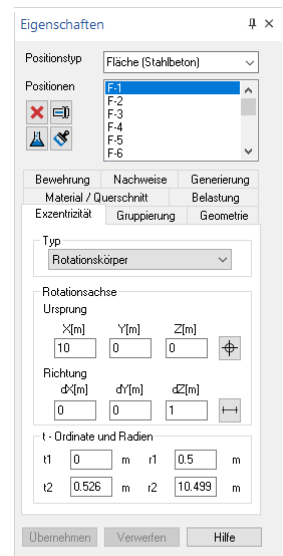 Eigenschaften
Positionstyp Fläche (Stahlbeton)
Positionen F-1
F-2
F-3
F-4
F-5
F-6
Bewehrung Nachweise Generierung
Material / Querschnitt Belastung
Exzentrizität Gruppierung Geometrie
Typ
Rotationskörper
Rotationsachse
Ursprung
X[m] Y[m] Z[m]
10 0 0
Richtung
dX[m] dY[m] dZ[m]
0 0 1
t - Ordinate und Radien
t1 0 m r1 0.5 m
t2 0.526 m r2 10.499 m
Übernehmen Verwerfen Hilfe